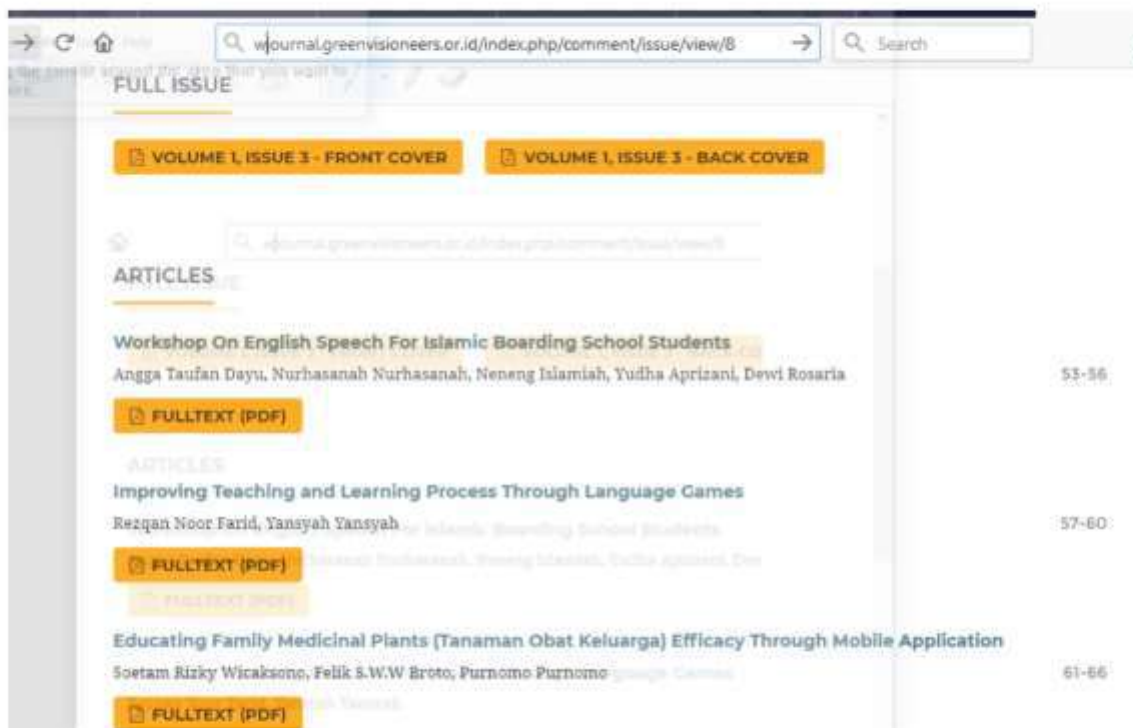 wjournal.greenvisioneers.or.id/index.php/comment/issue/view/8
Search
FULL ISSUE
VOLUME 1, ISSUE 3 - FRONT COVER
VOLUME 1, ISSUE 3 - BACK COVER
ARTICLES
Workshop On English Speech For Islamic Boarding School Students
Angga Taufan Dayu, Nurhasanah Nurhasanah, Neneng Islamiah, Yudha Aprizani, Dewi Rosaria
53-56
FULLTEXT (PDF)
Improving Teaching and Learning Process Through Language Games
Rezqan Noor Farid, Yansyah Yansyah
57-60
FULLTEXT (PDF)
Educating Family Medicinal Plants (Tanaman Obat Keluarga) Efficacy Through Mobile Application
Soetam Rizky Wicaksono, Felik S.W.W Broto, Purnomo Purnomo
61-66
FULLTEXT (PDF)